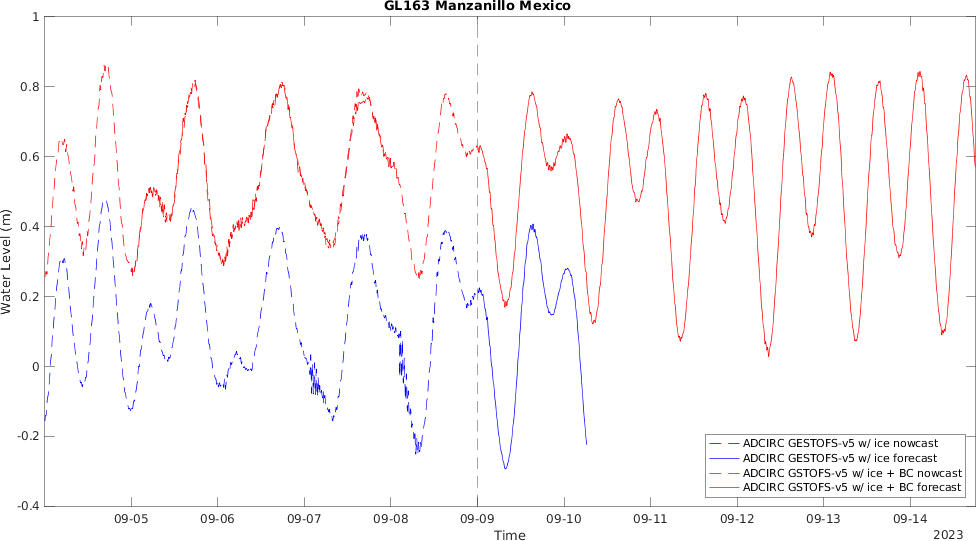 GL163 Manzanillo Mexico
Water Level (m)
1
0.8
0.6
0.4
0.2
0
-0.2
-0.4
ADCIRC GESTOFS-v5 w/ ice nowcast
ADCIRC GESTOFS-v5 w/ ice forecast
ADCIRC GSTOFS-v5 w/ ice + BC nowcast
ADCIRC GSTOFS-v5 w/ ice + BC forecast
09-05 09-06 09-07 09-08 09-09 09-10 09-11 09-12 09-13 09-14
Time
2023